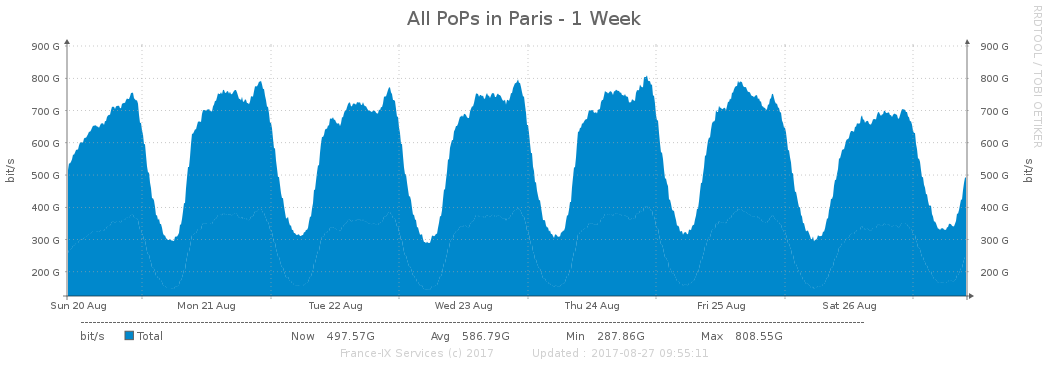 All PoPs in Paris - 1 Week
RRDTOOL / TOBI OETIKER
900 G 900 G
800 G 800 G
700 G 700 G
600 G 600 G
500 G 500 G
400 G 400 G
300 G 300 G
200 G 200 G
bit/s
bit/s
Sun 20 Aug Mon 21 Aug Tue 22 Aug Wed 23 Aug Thu 24 Aug Fri 25 Aug Sat 26 Aug
bit/s Total Now 497.57G Avg 586.79G Min 287.86G Max 808.55G
France-IX Services (c) 2017 Updated : 2017-08-27 09:55:11